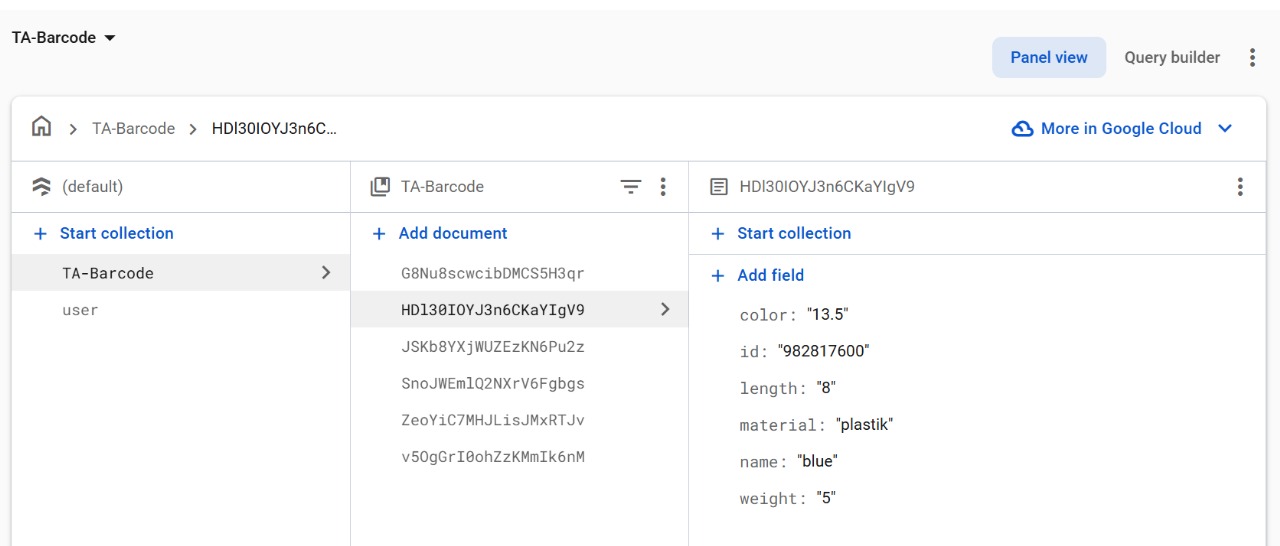 TA-Barcode
Panel view
Query builder
TA-Barcode
HDl30IOYJ3n6C…
More in Google Cloud
(default)
TA-Barcode
HDl30IOYJ3n6CKaYIgV9
+ Start collection
+ Add document
+ Start collection
TA-Barcode
user
G8Nu8scwcibDMCS5H3qr
HDl30IOYJ3n6CKaYIgV9
JSKb8YXjWUZEzKN6Pu2z
SnoJWEmlQ2NXrV6Fgbgs
ZeoYiC7MHJLisJMxRTJv
v5OgGrI0ohZzKMmIk6nM
+ Add field
color: "13.5"
id: "982817600"
length: "8"
material: "plastik"
name: "blue"
weight: "5"